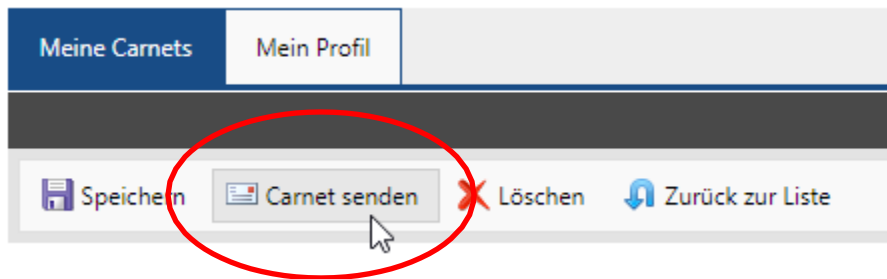 Meine Carnets Mein Profil
Speichern Carnet senden Löschen Zurück zur Liste